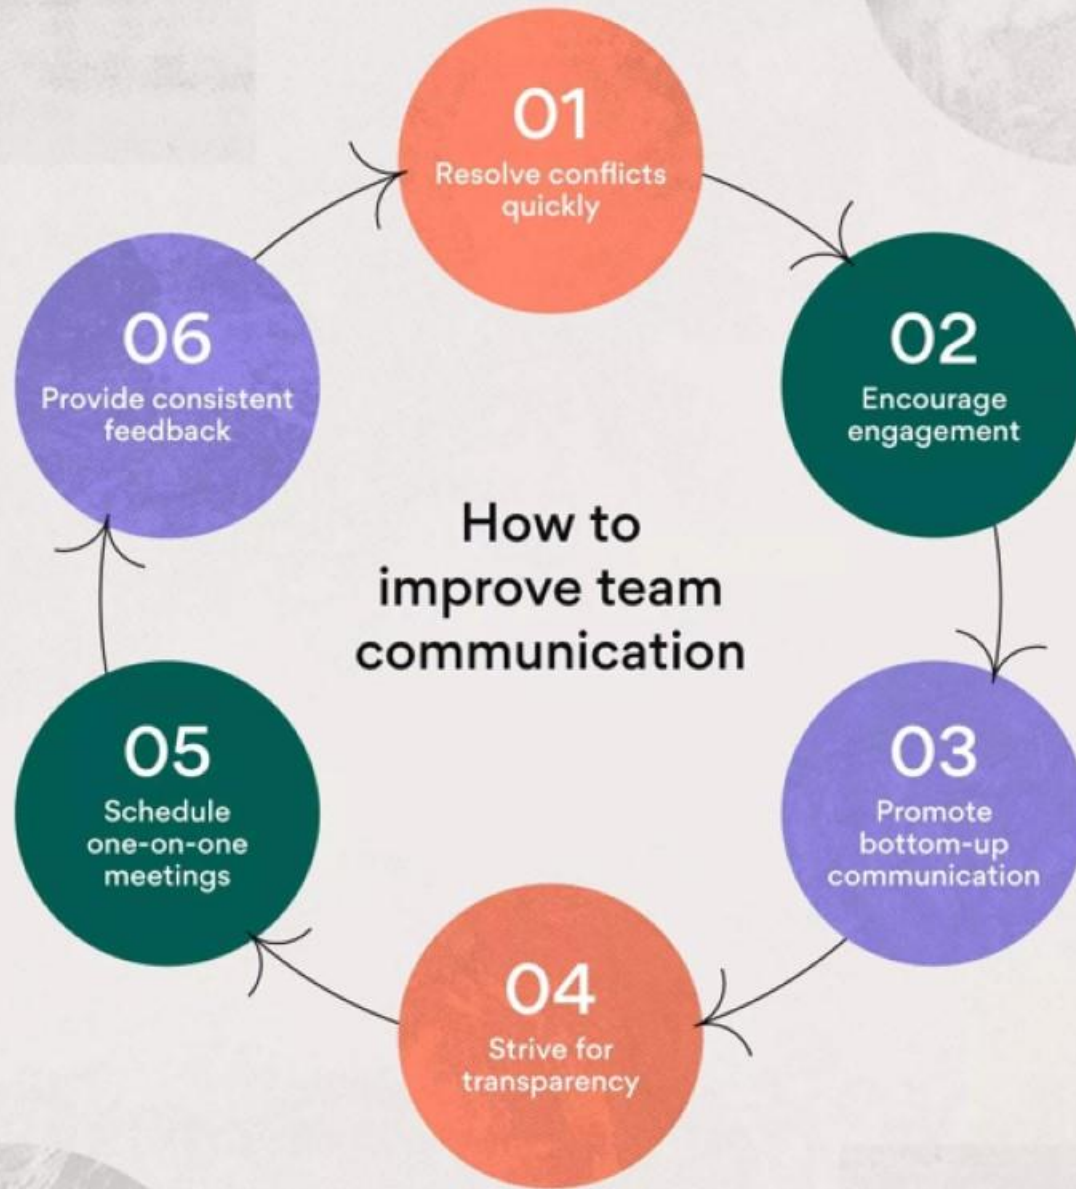 01
Resolve conflicts
quickly
02
Encourage
engagement
03
Promote
bottom-up
communication
04
Strive for
transparency
05
Schedule
one-on-one
meetings
06
Provide consistent
feedback
How to
improve team
communication